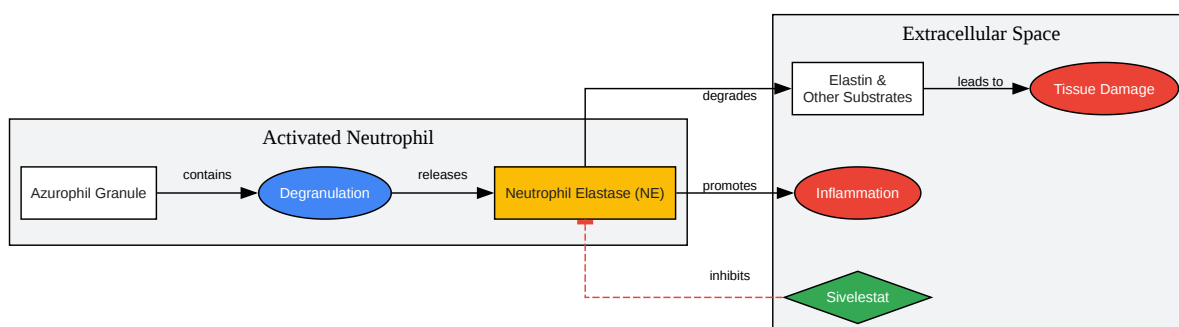 Extracellular Space
Elastin &
Other Substrates
leads to
Tissue Damage
degrades
Activated Neutrophil
Azurophil Granule
contains
Degranulation
releases
Neutrophil Elastase (NE)
promotes
Inflammation
inhibits
Sivelestat